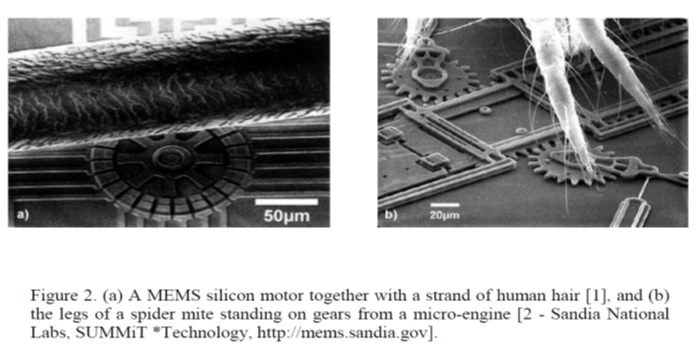 a)
50µm
b)
20µm
Figure 2. (a) A MEMS silicon motor together with a strand of human hair [1], and (b)
the legs of a spider mite standing on gears from a micro-engine [2 - Sandia National
Labs, SUMMiT *Technology, http://mems.sandia.gov].